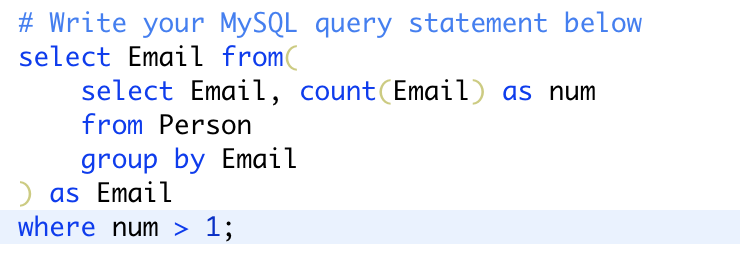 # Write your MySQL query statement below
select Email from(
    select Email, count(Email) as num
    from Person
    group by Email
) as Email
where num > 1;